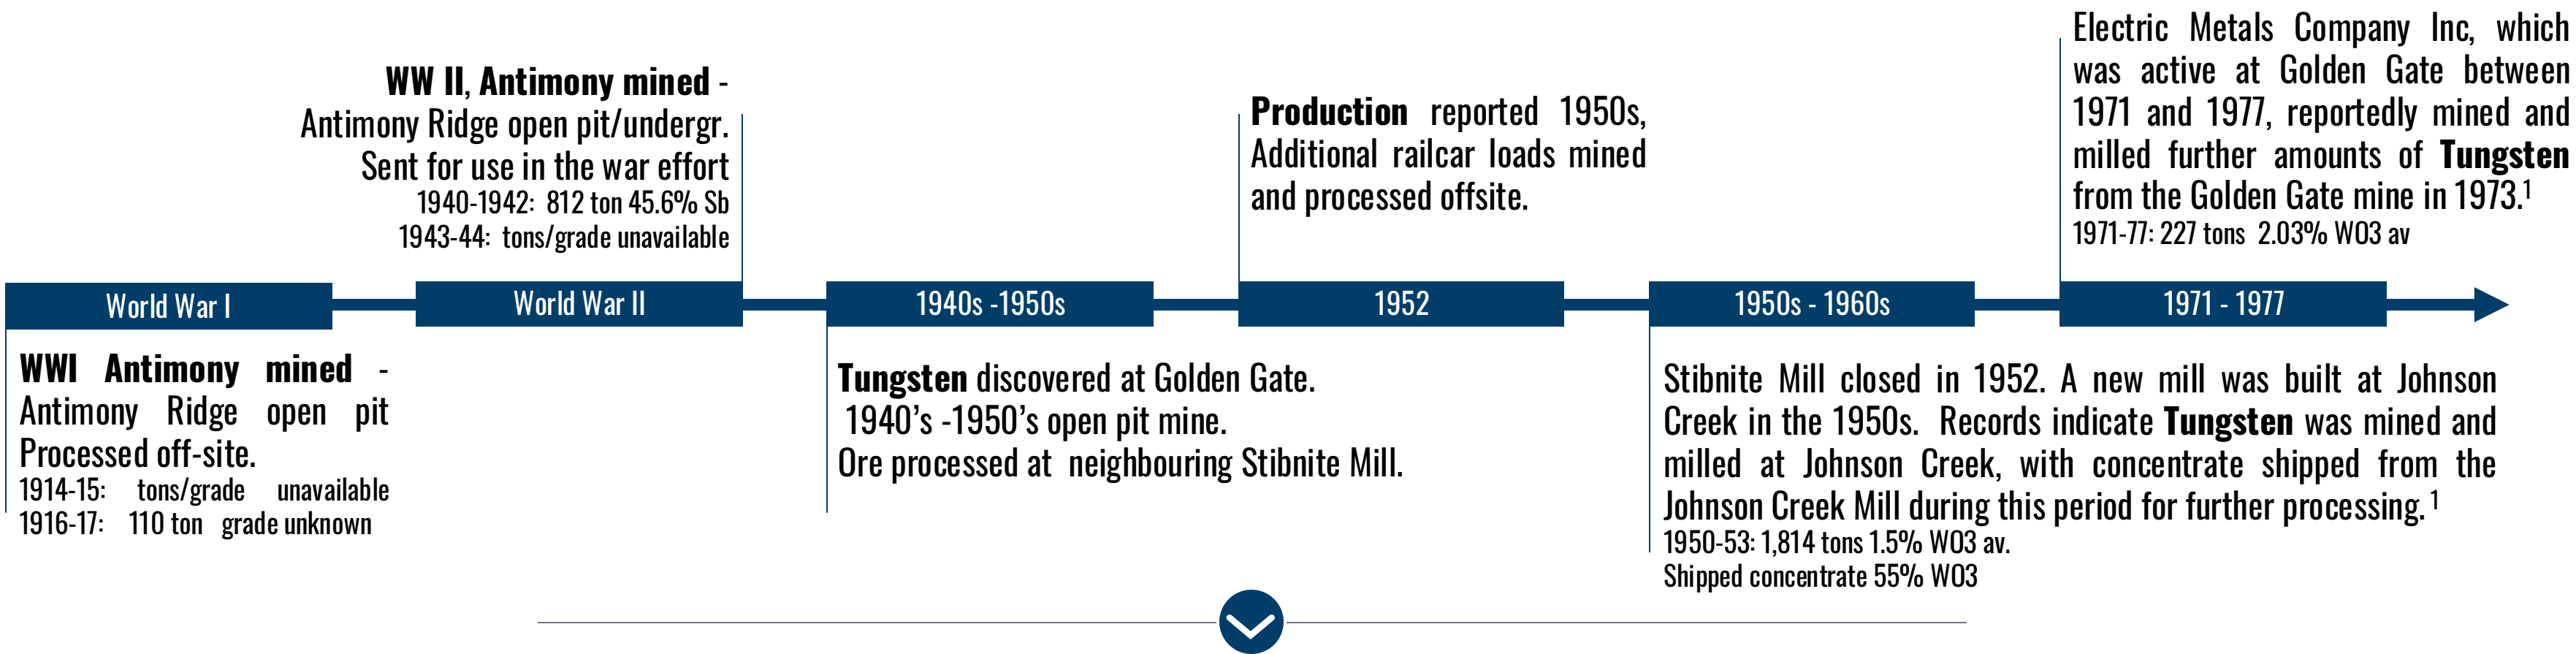 World War I
WWI Antimony mined -
Antimony Ridge open pit
Processed off-site.
1914-15: tons/grade unavailable
1916-17: 110 ton grade unknown
WW II, Antimony mined -
Antimony Ridge open pit/undergr.
Sent for use in the war effort
1940-1942: 812 ton 45.6% Sb
1943-44: tons/grade unavailable
World War II
1940s -1950s
Tungsten discovered at Golden Gate.
1940’s -1950’s open pit mine.
Ore processed at neighbouring Stibnite Mill.
Production reported 1950s,
Additional railcar loads mined
and processed offsite.
1952
1950s - 1960s
Stibnite Mill closed in 1952. A new mill was built at Johnson
Creek in the 1950s. Records indicate Tungsten was mined and
milled at Johnson Creek, with concentrate shipped from the
Johnson Creek Mill during this period for further processing. 1
1950-53: 1,814 tons 1.5% WO3 av.
Shipped concentrate 55% WO3
Electric Metals Company Inc, which
was active at Golden Gate between
1971 and 1977, reportedly mined and
milled further amounts of Tungsten
from the Golden Gate mine in 1973.1
1971-77: 227 tons 2.03% WO3 av
1971 - 1977